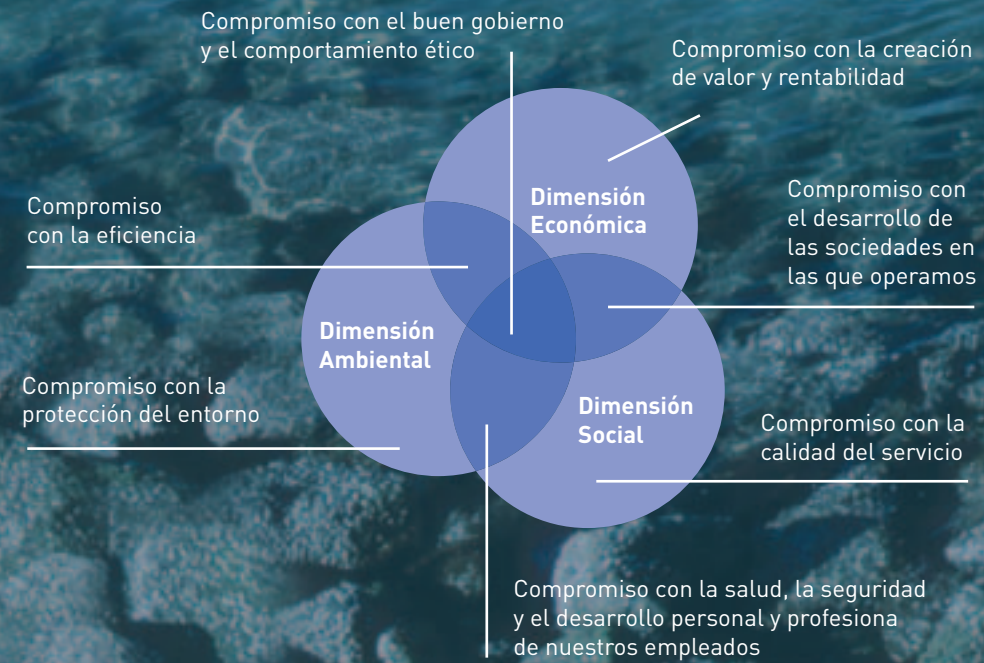 Compromiso con el buen gobierno
y el comportamiento ético
Compromiso con la creación
de valor y rentabilidad
Compromiso
con la eficiencia
Dimensión
Económica
Compromiso con
el desarrollo de
las sociedades en
las que operamos
Dimensión
Ambiental
Compromiso con la
protección del entorno
Dimensión
Social
Compromiso con la
calidad del servicio
Compromiso con la salud, la seguridad
y el desarrollo personal y profesiona
de nuestros empleados